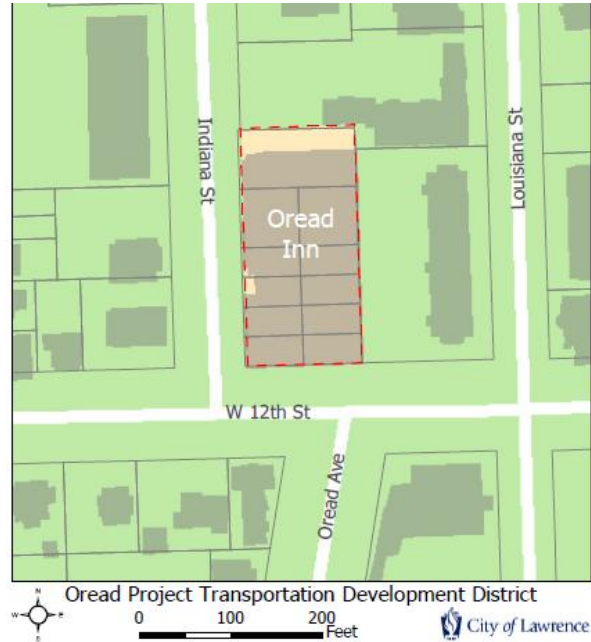 Indiana St
Louisiana St
Oread
Inn
W 12th St
Oread Ave
Oread Project Transportation Development District
N
W
E
S
0 100 200
Feet
City of Lawrence